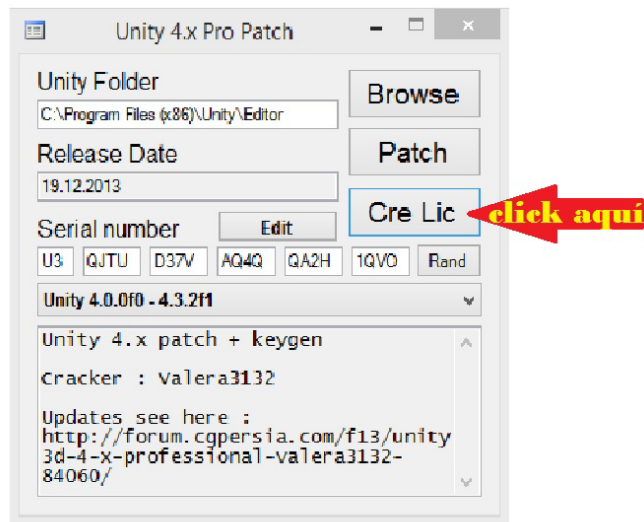 Unity 4.x Pro Patch
Unity Folder
Browse
C:\Program Files (x86)\Unity\Editor
Release Date
Patch
19.12.2013
Cre Lic
click aquí
Serial number
Edit
U3 QJTU D37V AQ4Q QA2H 1QVO Rand
Unity 4.0.0f0 - 4.3.2f1
Unity 4.x patch + keygen
Cracker : Valera3132
Updates see here :
http://forum.cgpersia.com/f13/unity
3d-4-x-professional-valera3132-
84060/